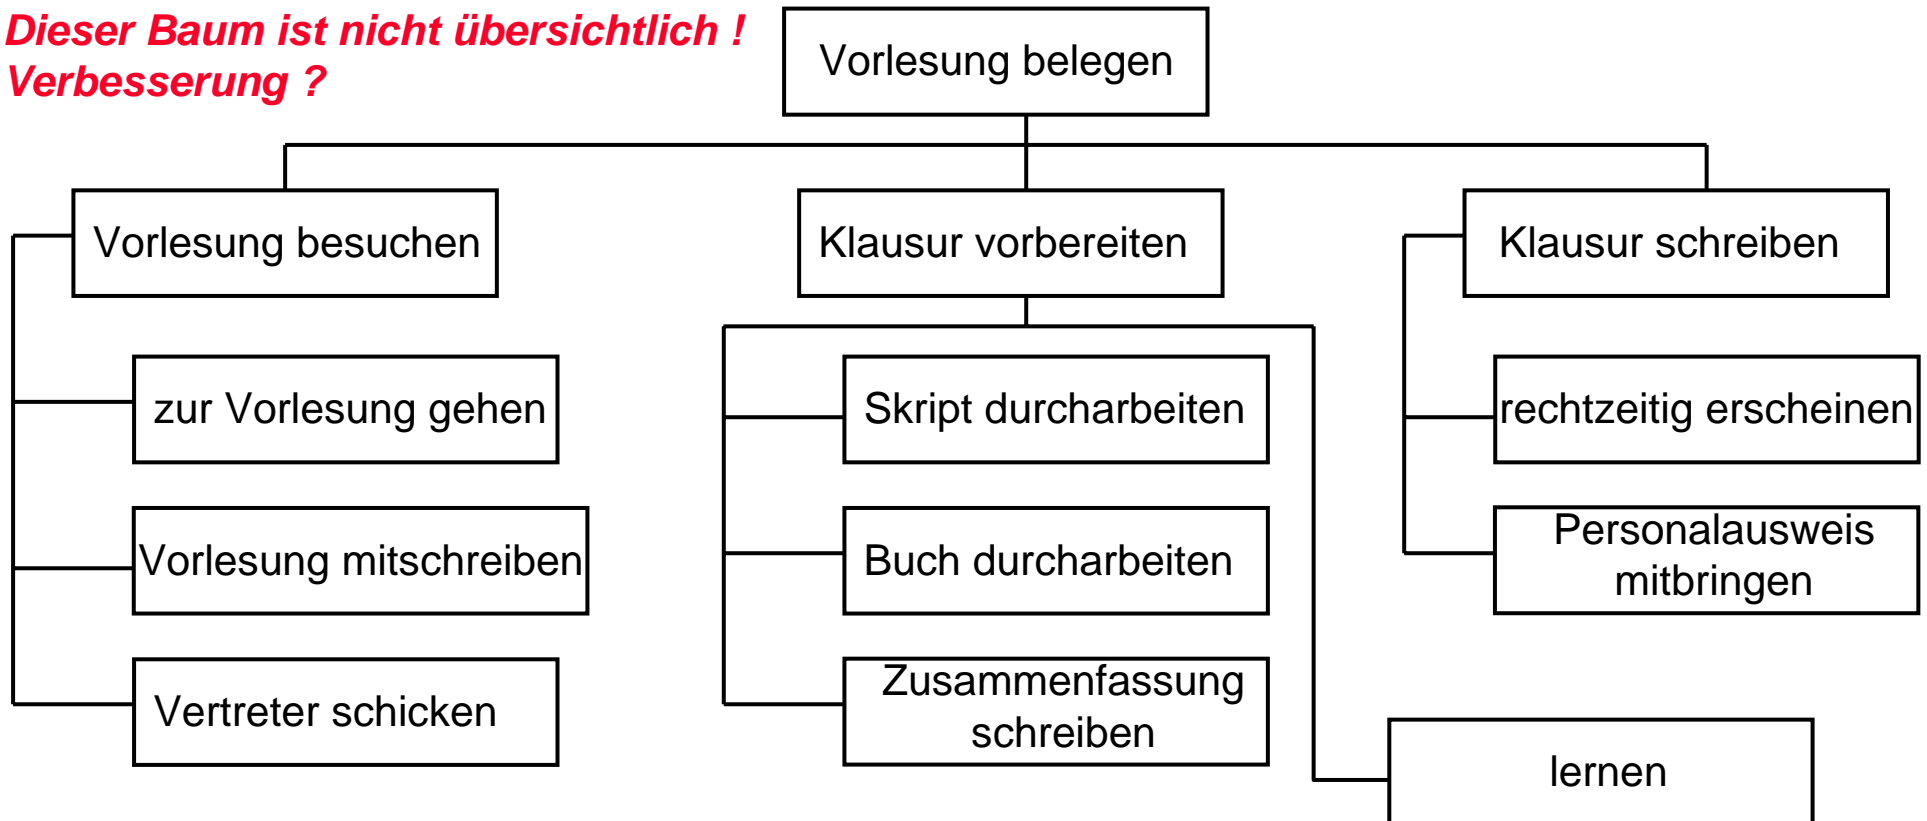 Dieser Baum ist nicht übersichtlich !
Verbesserung ?
Vorlesung belegen
Vorlesung besuchen
Klausur vorbereiten
Klausur schreiben
zur Vorlesung gehen
Skript durcharbeiten
rechtzeitig erscheinen
Vorlesung mitschreiben
Buch durcharbeiten
Personalausweis
mitbringen
Vertreter schicken
Zusammenfassung
schreiben
lernen